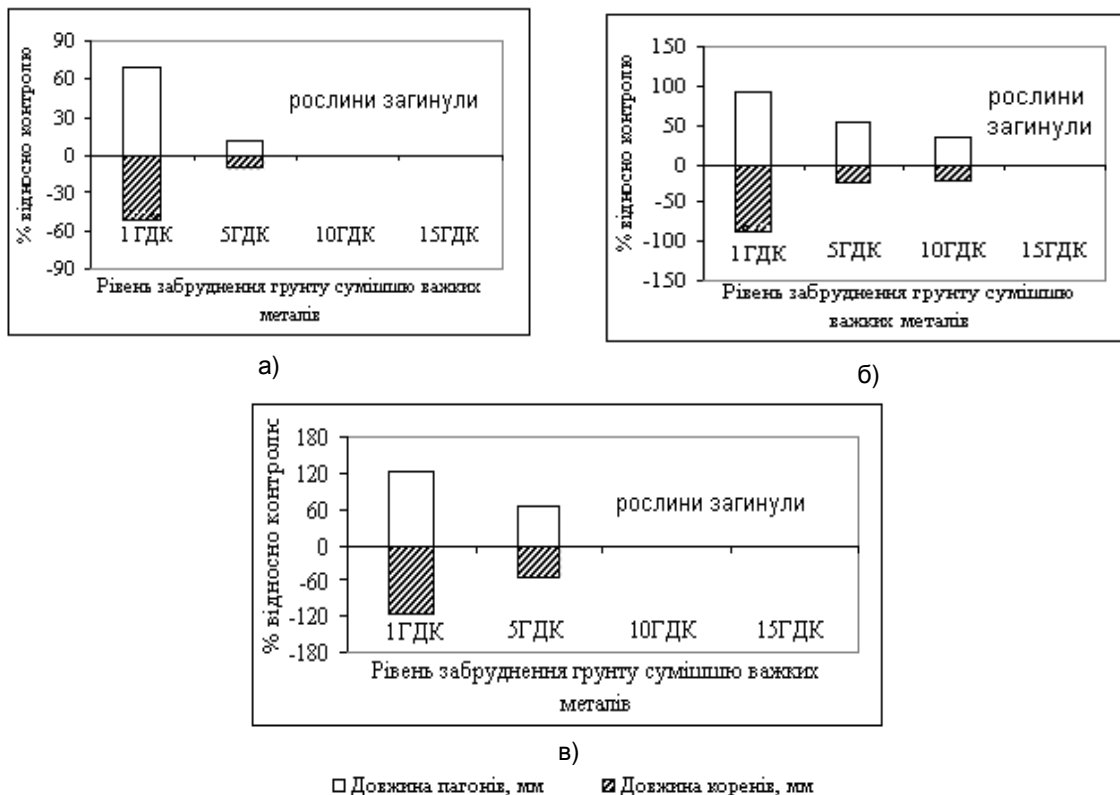 90
60
30
0
-30
-60
-90
% відносно контролю
рослини загинули
1 ГДК 5ГДК 10ГДК 15ГДК
Рівень забруднення грунту сумішшю важких
металів
а)
150
100
50
0
-50
-100
-150
% відносно контролю
рослини
загинули
1ГДК 5ГДК 10ГДК 15ГДК
Рівень забруднення грунту сумішшю
важких металів
б)
180
120
60
0
-60
-120
-180
% відносно контролю
рослини загинули
1ГДК 5ГДК 10ГДК 15ГДК
Рівень забруднення грунту сумішшю важких
металів
в)
Довжина пагонів, мм Довжина коренів, мм